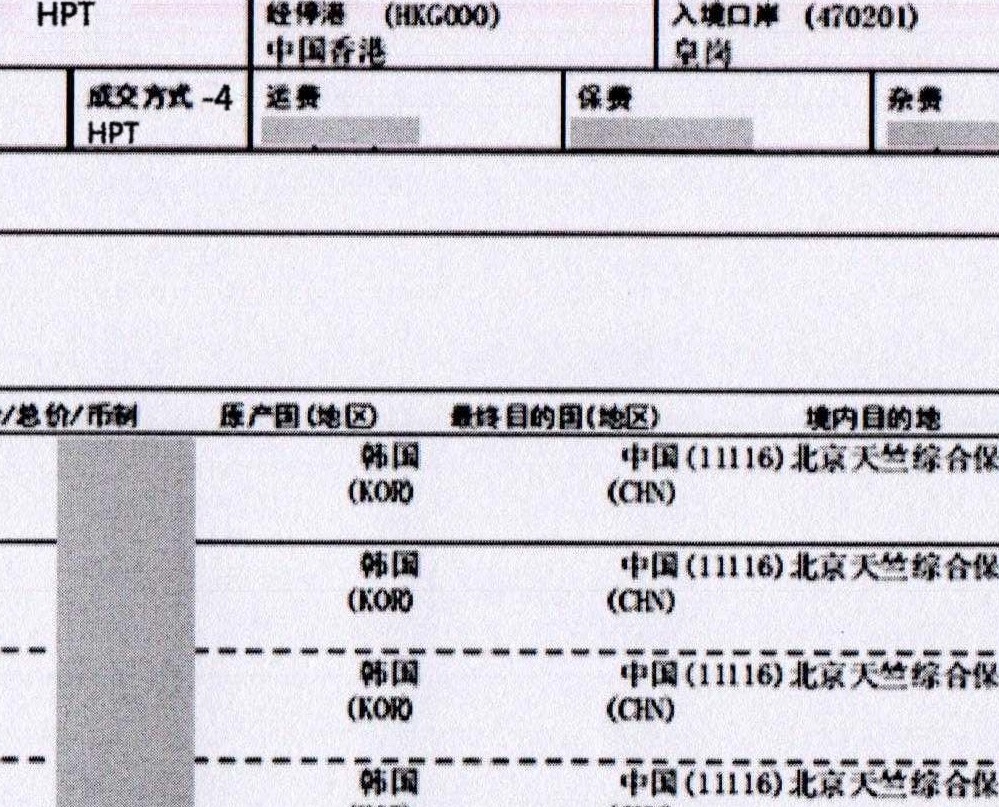 HPT
经停港 (HKG000)
入境口岸 (470201)
中国香港
皇岗
成交方式 -4
HPT
运费
保费
杂费
/总价/币制 原产国(地区) 最终目的国(地区) 境内目的地
韩国 中国 (11116) 北京天竺综合保
(KOR) (CHN)
韩国 中国 (11116) 北京天竺综合保
(KOR) (CHN)
韩国 中国 (11116) 北京天竺综合保
(KOR) (CHN)
韩国 中国 (11116) 北京天竺综合保